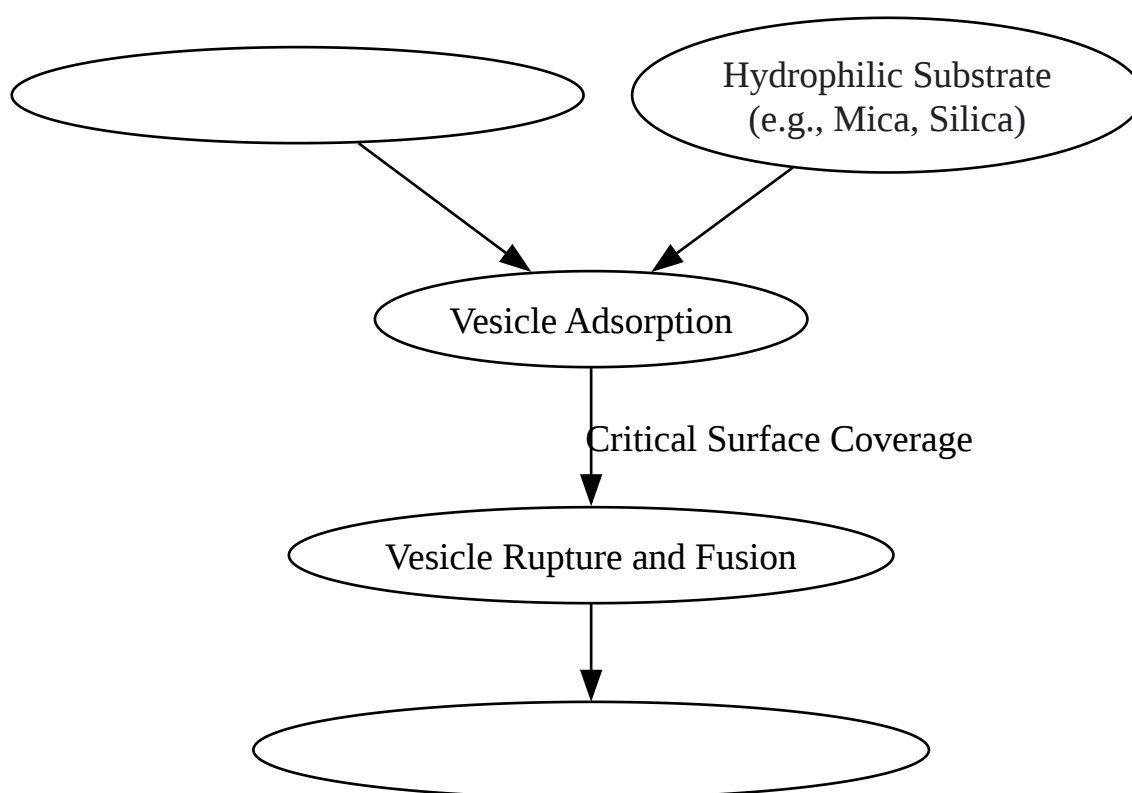 Hydrophilic Substrate
(e.g., Mica, Silica)
Vesicle Adsorption
Critical Surface Coverage
Vesicle Rupture and Fusion